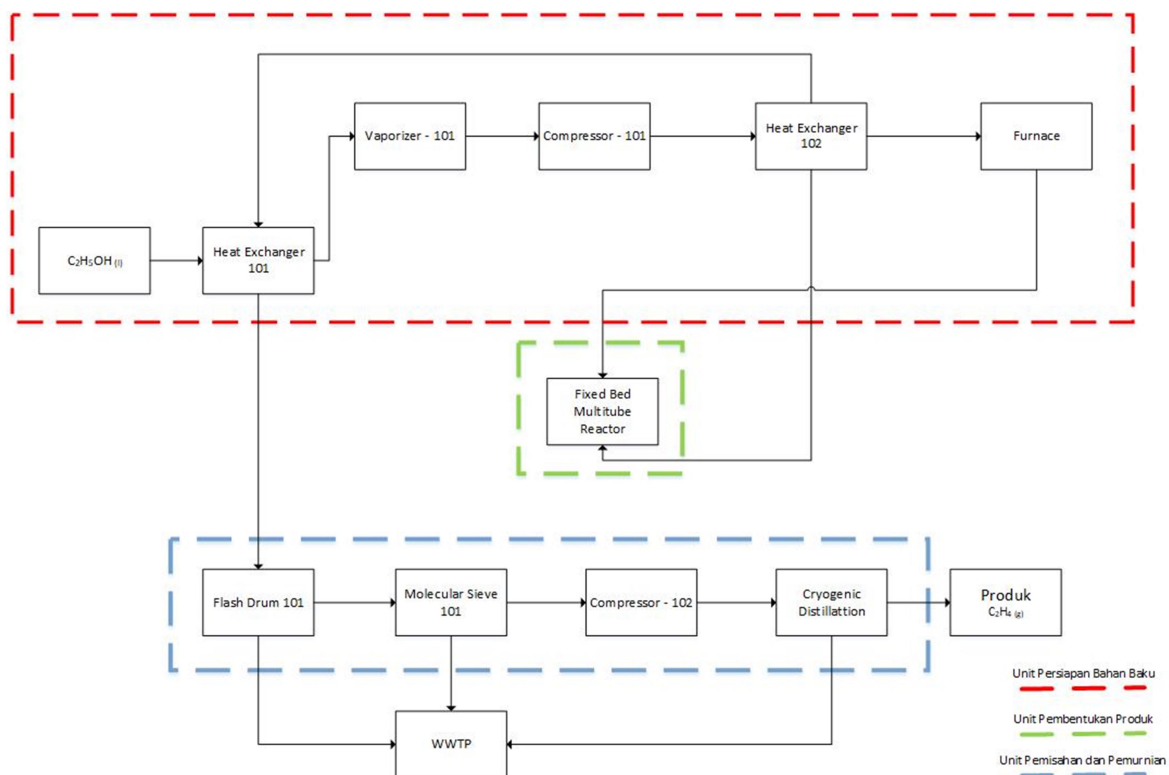 Vaporizer - 101
Compressor - 101
Heat Exchanger
102
Furnace
C₂H₅OH (l)
Heat Exchanger
101
Fixed Bed
Multitube
Reactor
Flash Drum 101
Molecular Sieve
101
Compressor - 102
Cryogenic
Distillattion
Produk
C₂H₄ (g)
WWTP
Unit Persiapan Bahan Baku
Unit Pembentukan Produk
Unit Pemisahan dan Pemurnian